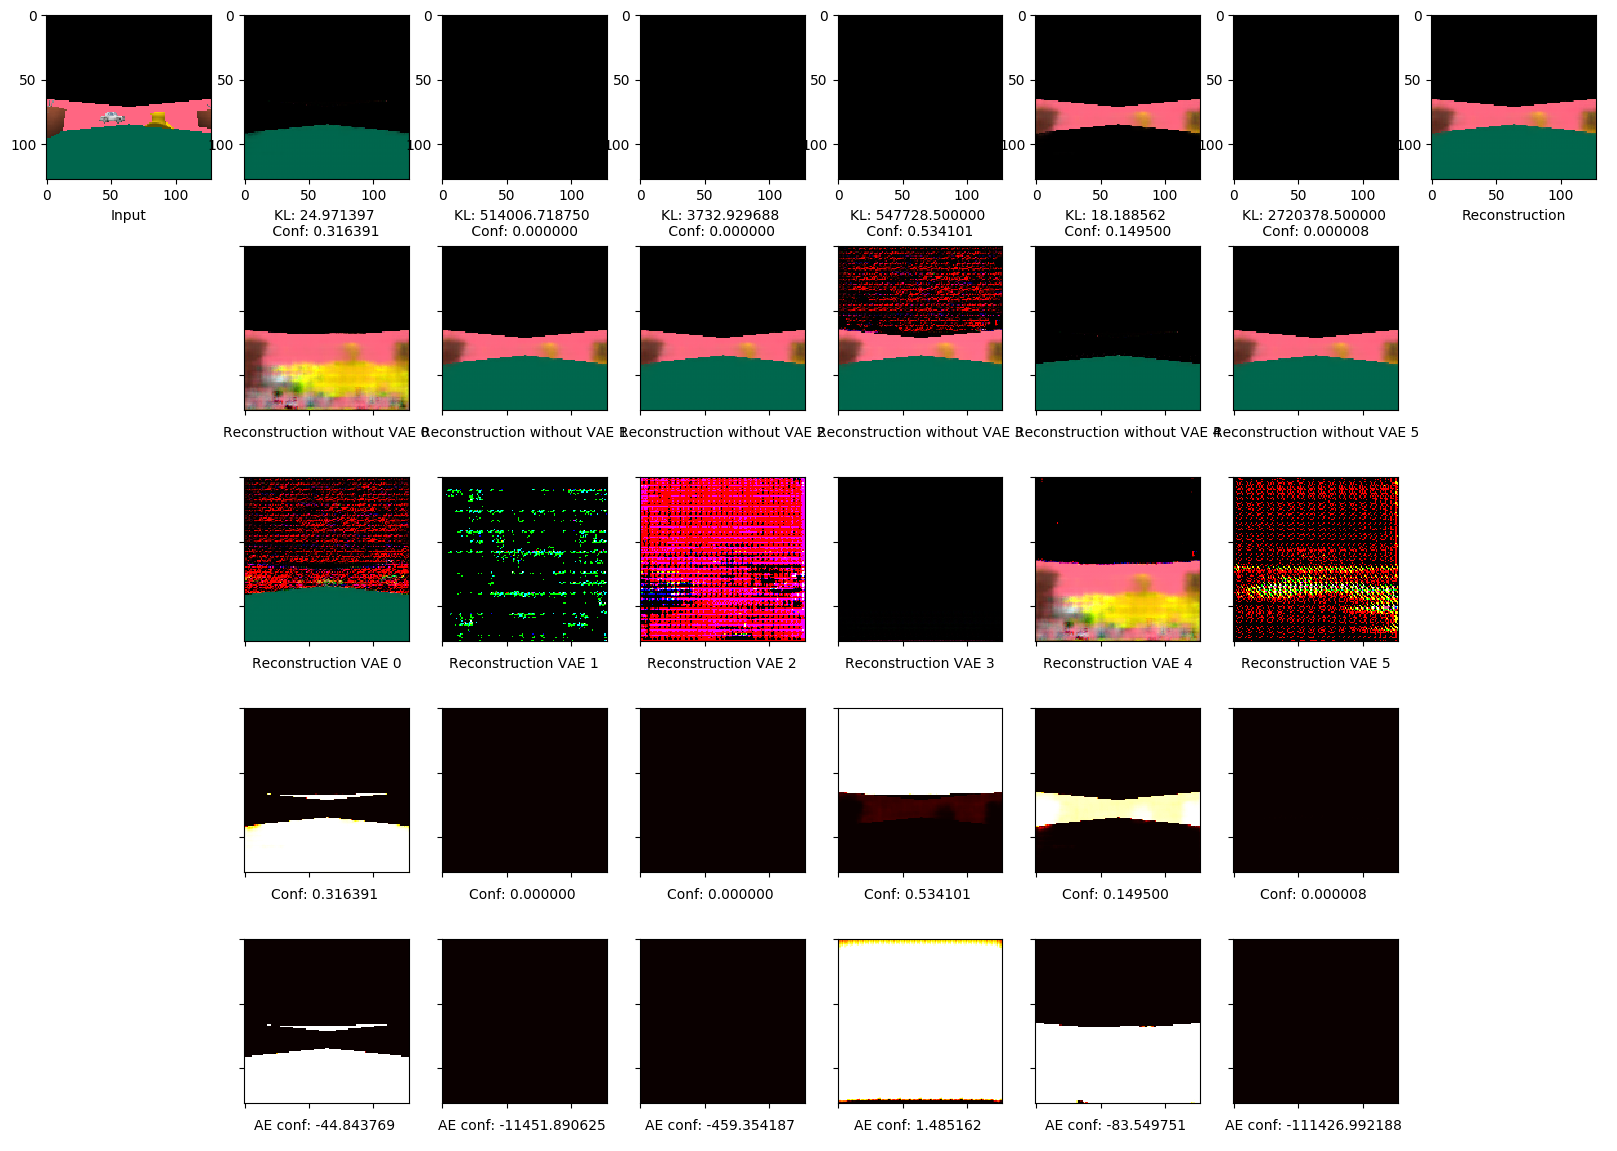 0
50
100
0 50 100
Input
0
50
100
0 50 100
KL: 24.971397
Conf: 0.316391
0
50
100
0 50 100
KL: 514006.718750
Conf: 0.000000
0
50
100
0 50 100
KL: 3732.929688
Conf: 0.000000
0
50
100
0 50 100
KL: 547728.500000
Conf: 0.534101
0
50
100
0 50 100
KL: 18.188562
Conf: 0.149500
0
50
100
0 50 100
KL: 2720378.500000
Conf: 0.000008
0
50
100
0 50 100
Reconstruction
Reconstruction without VAE 0
Reconstruction without VAE 1
Reconstruction without VAE 2
Reconstruction without VAE 3
Reconstruction without VAE 4
Reconstruction without VAE 5
Reconstruction VAE 0
Reconstruction VAE 1
Reconstruction VAE 2
Reconstruction VAE 3
Reconstruction VAE 4
Reconstruction VAE 5
Conf: 0.316391
Conf: 0.000000
Conf: 0.000000
Conf: 0.534101
Conf: 0.149500
Conf: 0.000008
AE conf: -44.843769
AE conf: -11451.890625
AE conf: -459.354187
AE conf: 1.485162
AE conf: -83.549751
AE conf: -111426.992188